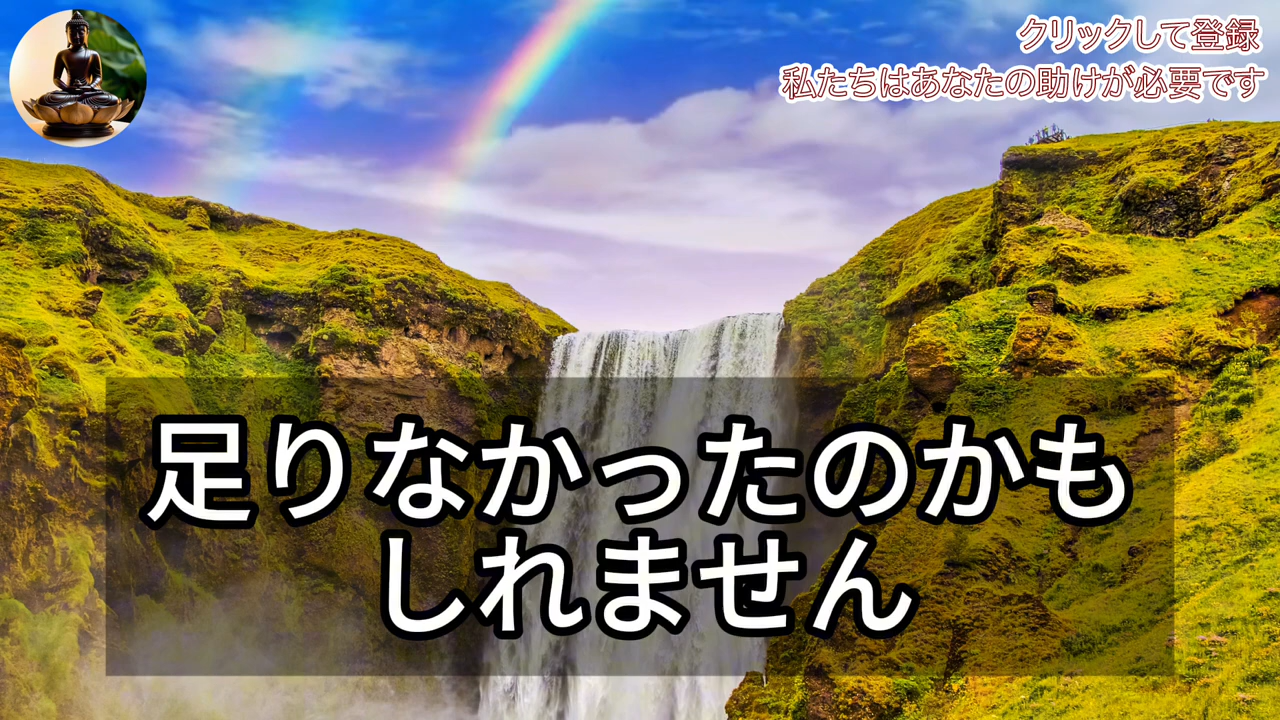 クリックして登録
私たちはあなたの助けが必要です
足りなかったのかも
しれません